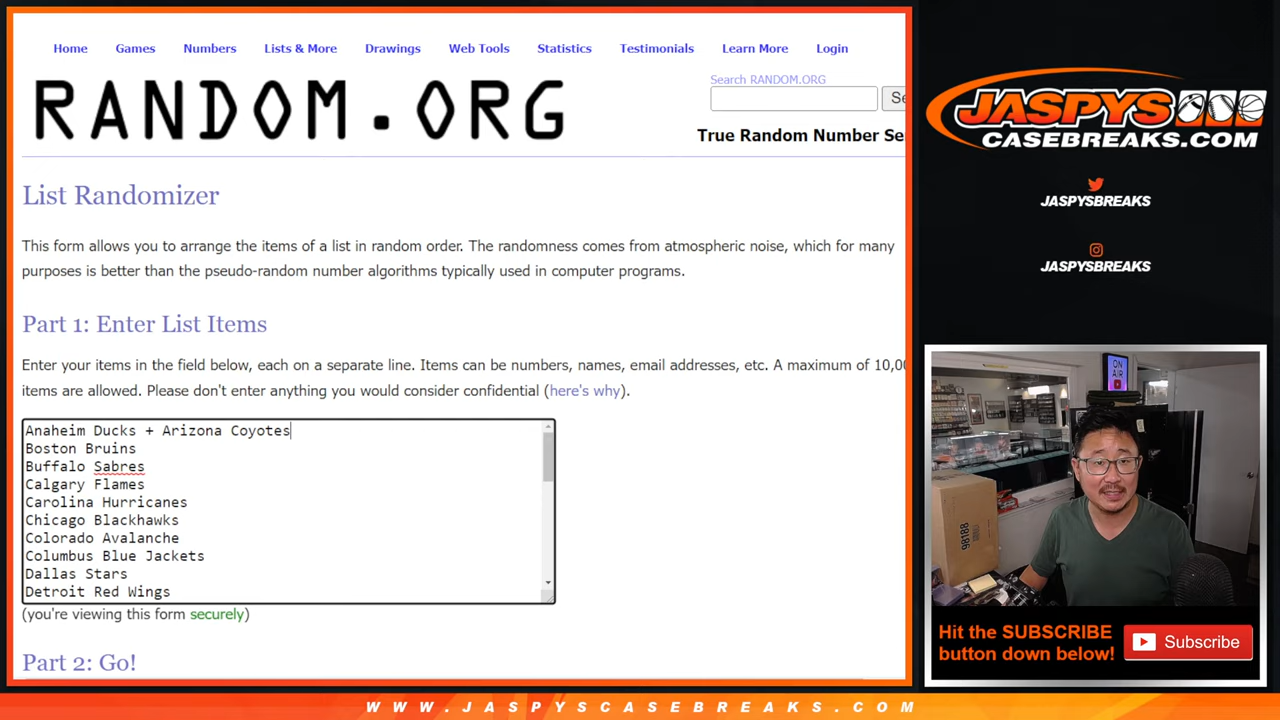 Home Games Numbers Lists & More Drawings Web Tools Statistics Testimonials Learn More Login
RANDOM.ORG
Search RANDOM.ORG
Se
True Random Number Se
List Randomizer
This form allows you to arrange the items of a list in random order. The randomness comes from atmospheric noise, which for many
purposes is better than the pseudo-random number algorithms typically used in computer programs.
Part 1: Enter List Items
Enter your items in the field below, each on a separate line. Items can be numbers, names, email addresses, etc. A maximum of 10,00
items are allowed. Please don't enter anything you would consider confidential (here's why).
Anaheim Ducks + Arizona Coyotes
Boston Bruins
Buffalo Sabres
Calgary Flames
Carolina Hurricanes
Chicago Blackhawks
Colorado Avalanche
Columbus Blue Jackets
Dallas Stars
Detroit Red Wings
(you're viewing this form securely)
Part 2: Go!
JASPYS
CASEBREAKS.COM
JASPYSBREAKS
JASPYSBREAKS
ON
AIR
98188
Hit the SUBSCRIBE
button down below!
Subscribe
WWW.JASPYSCASEBREAKS.COM